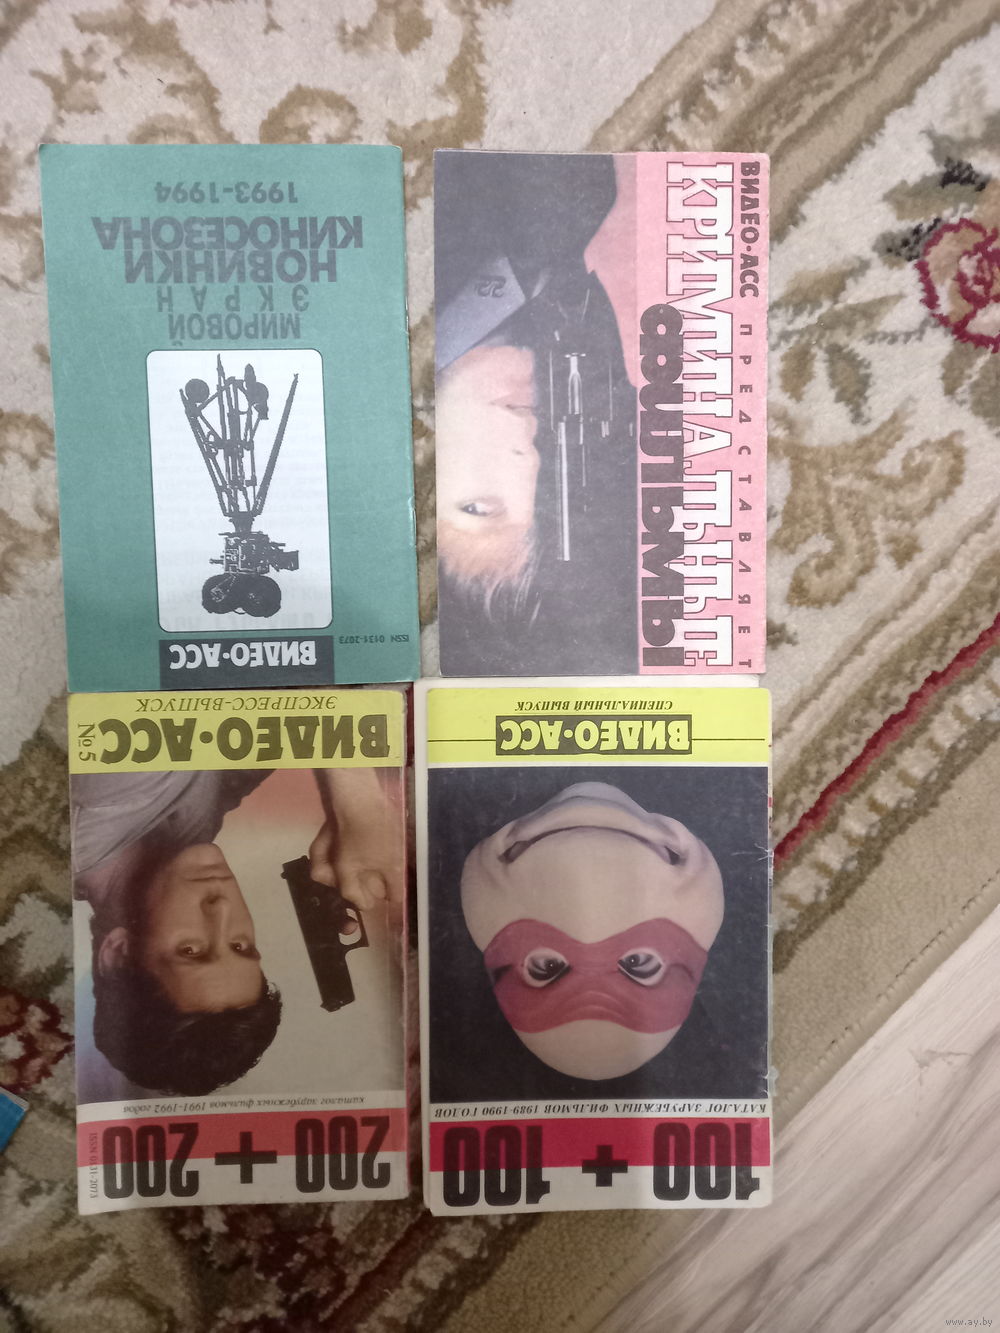 ISSN 0131-2073
ВИДЕО·АСС
МИРОВОЙ
ЭКРАН
НОВИНКИ
КИНОСЕЗОНА
1993-1994
ВИДЕО·АСС ПРЕДСТАВЛЯЕТ
КРИМИНАЛЬНЫЕ
ФИЛЬМЫ
ЭКСПРЕСС-ВЫПУСК
ВИДЕО·АСС
№5
каталог зарубежных фильмов 1991-1992 годов
200 + 200
ISSN 0131-2073
СПЕЦИАЛЬНЫЙ ВЫПУСК
ВИДЕО·АСС
КАТАЛОГ ЗАРУБЕЖНЫХ ФИЛЬМОВ 1989-1990 ГОДОВ
100 + 100
www.ay.by